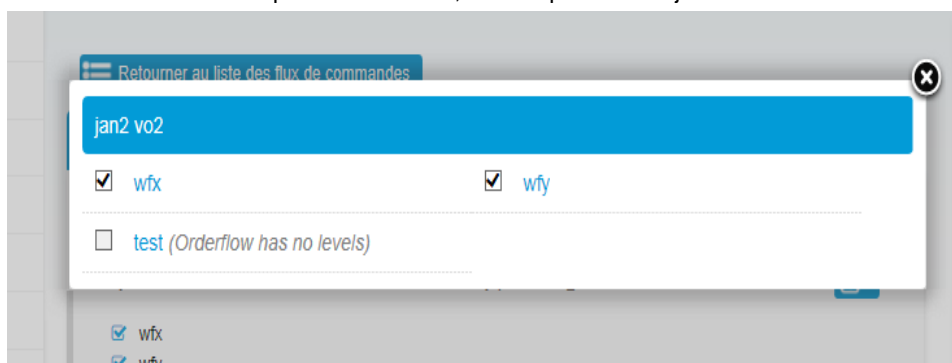 Retourner au liste des flux de commandes
jan2 vo2
wfx wfy
test (Orderflow has no levels)
wfx